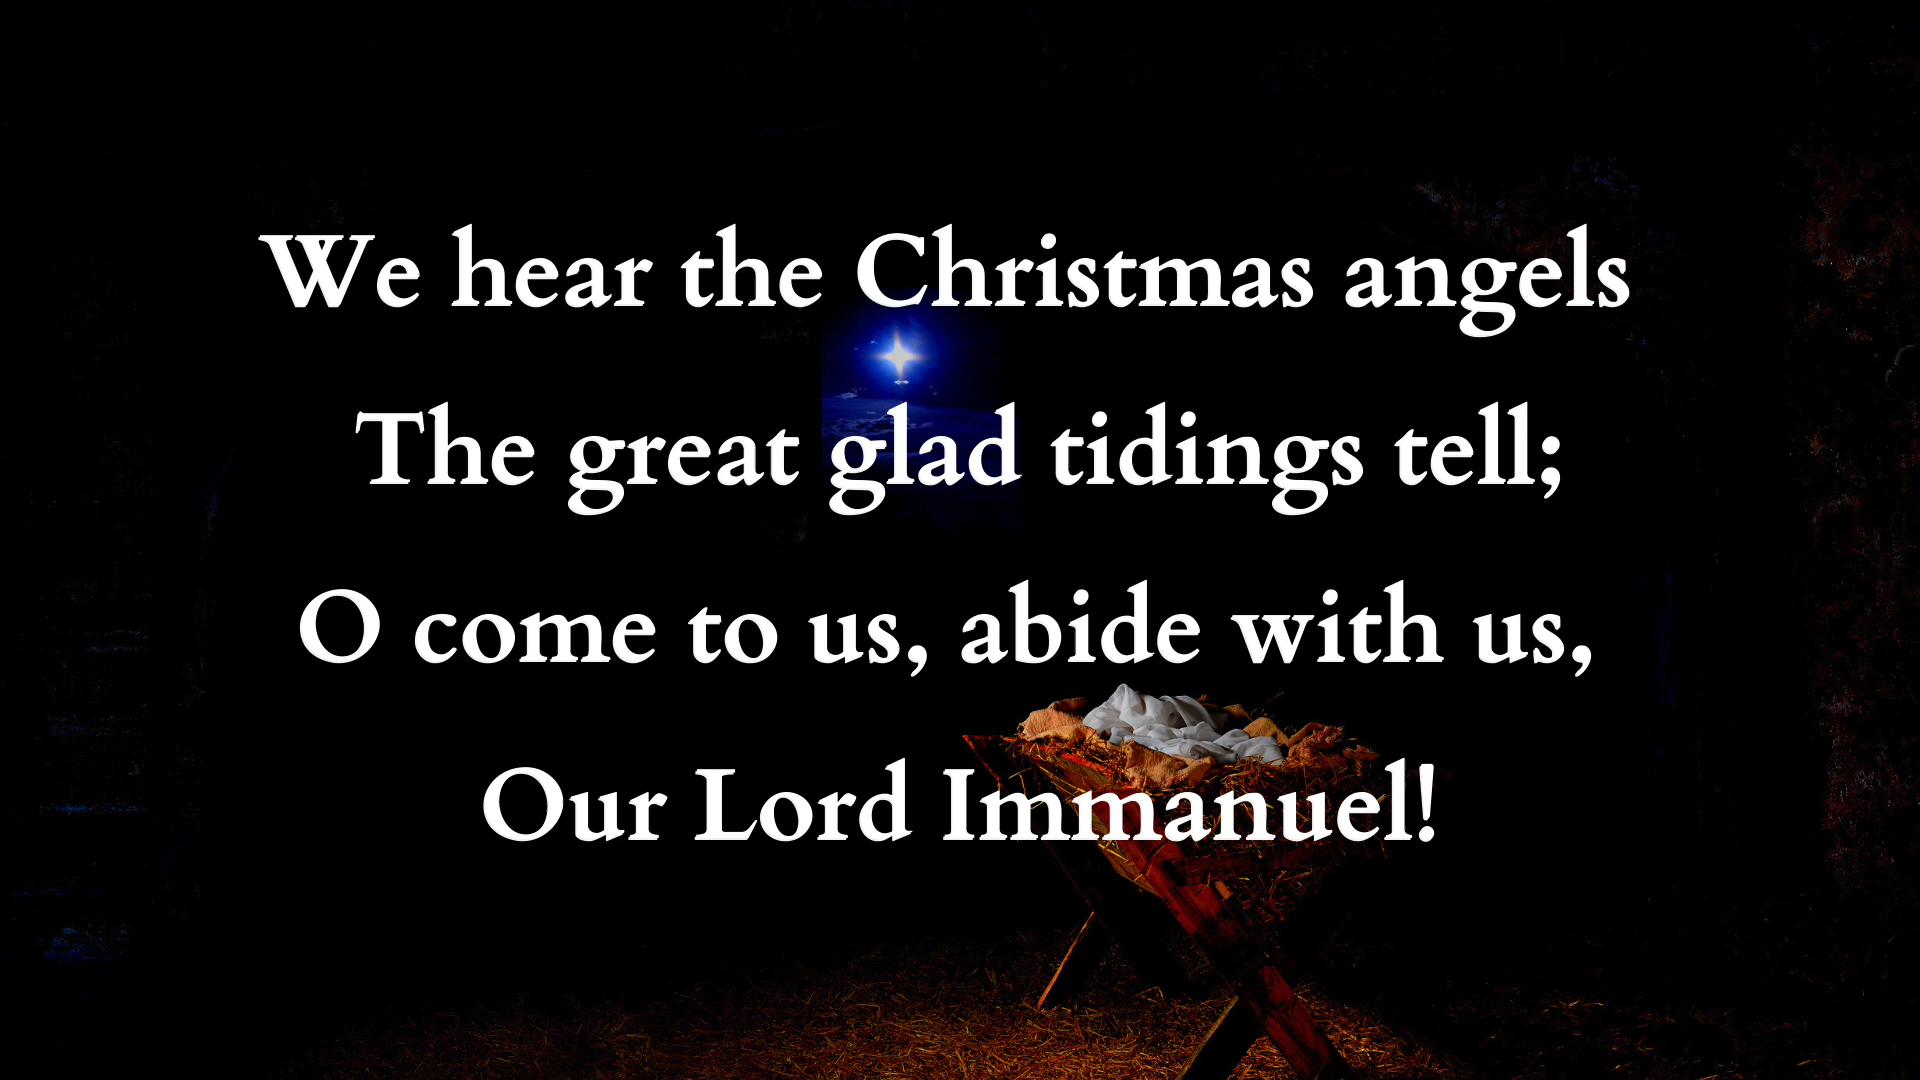 We hear the Christmas angels
The great glad tidings tell;
O come to us, abide with us,
Our Lord Immanuel!